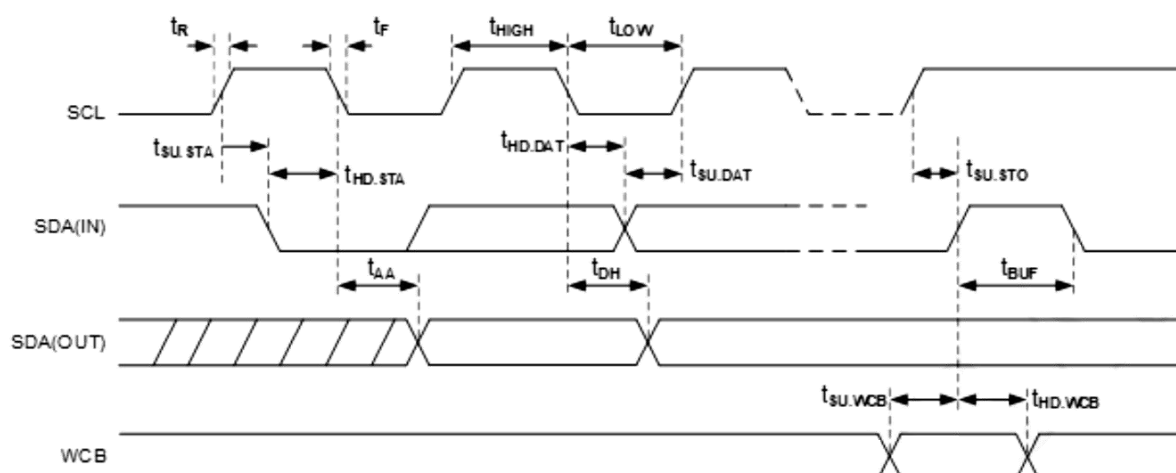 tR tF tHIGH tLOW
SCL
tSU.STA tHD.STA tHD.DAT tSU.DAT tSU.STO
SDA(IN)
tAA tDH tBUF
SDA(OUT)
tSU.WCB tHD.WCB
WCB